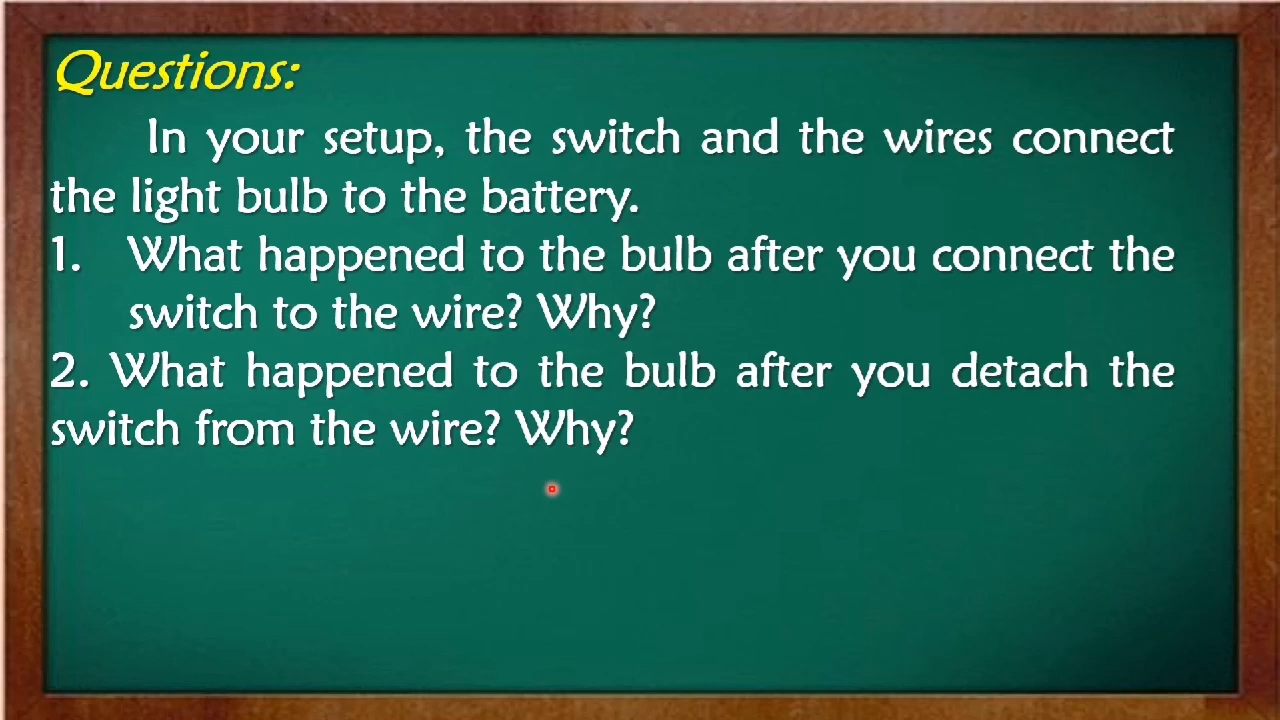 Questions:
In your setup, the switch and the wires connect
the light bulb to the battery.
1. What happened to the bulb after you connect the
switch to the wire? Why?
2. What happened to the bulb after you detach the
switch from the wire? Why?